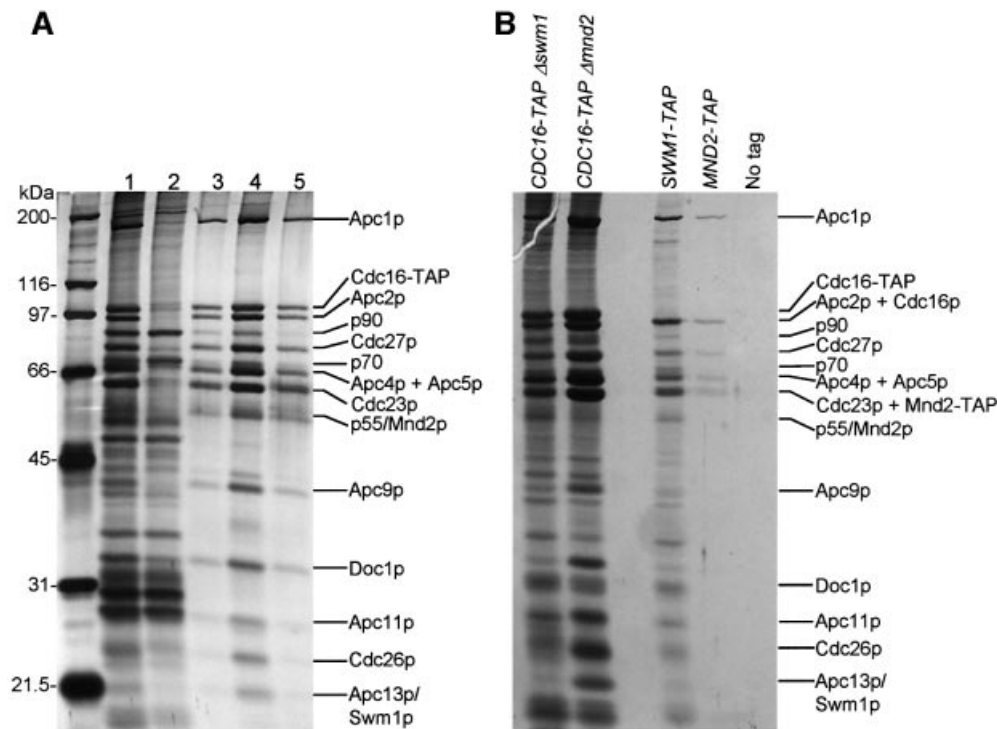 A
B
CDC16-TAP Δswm1
CDC16-TAP Δmnd2
SWM1-TAP
MND2-TAP
No tag
kDa
1 2 3 4 5
200-
116-
97-
66-
45-
31-
21.5-
Apc1p
Cdc16-TAP
Apc2p
p90
Cdc27p
p70
Apc4p + Apc5p
Cdc23p
p55/Mnd2p
Apc9p
Doc1p
Apc11p
Cdc26p
Apc13p/
Swm1p
Apc1p
Cdc16-TAP
Apc2p + Cdc16p
p90
Cdc27p
p70
Apc4p + Apc5p
Cdc23p + Mnd2-TAP
p55/Mnd2p
Apc9p
Doc1p
Apc11p
Cdc26p
Apc13p/
Swm1p